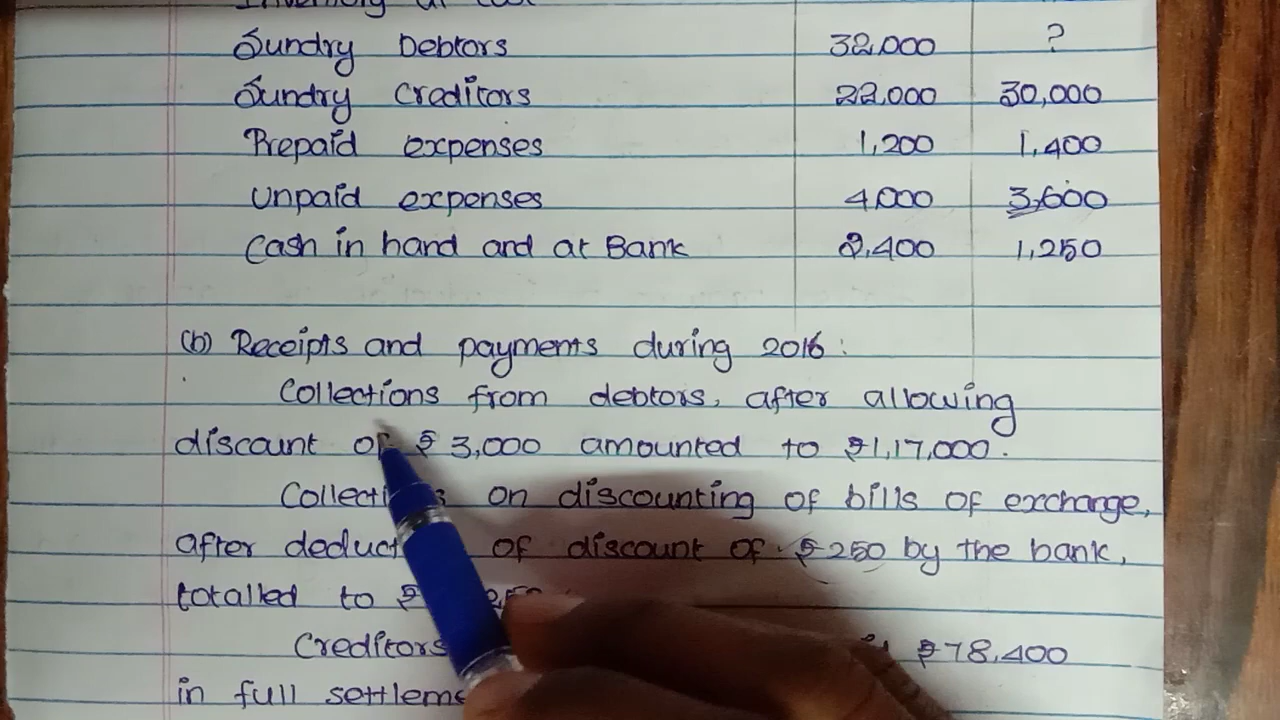 Sundry Debtors 32,000 ?
Sundry Creditors 22,000 30,000
Prepaid expenses 1,200 1,400
Unpaid expenses 4,000 3,600
Cash in hand and at Bank 2,400 1,250
(b) Receipts and payments during 2016 :
Collections from debtors, after allowing
discount of ₹ 3,000 amounted to ₹1,17,000.
on discounting of bills of exchange,
after of discount of ₹250 by the bank,
totalled to ₹
Creditors ₹78,400
in full